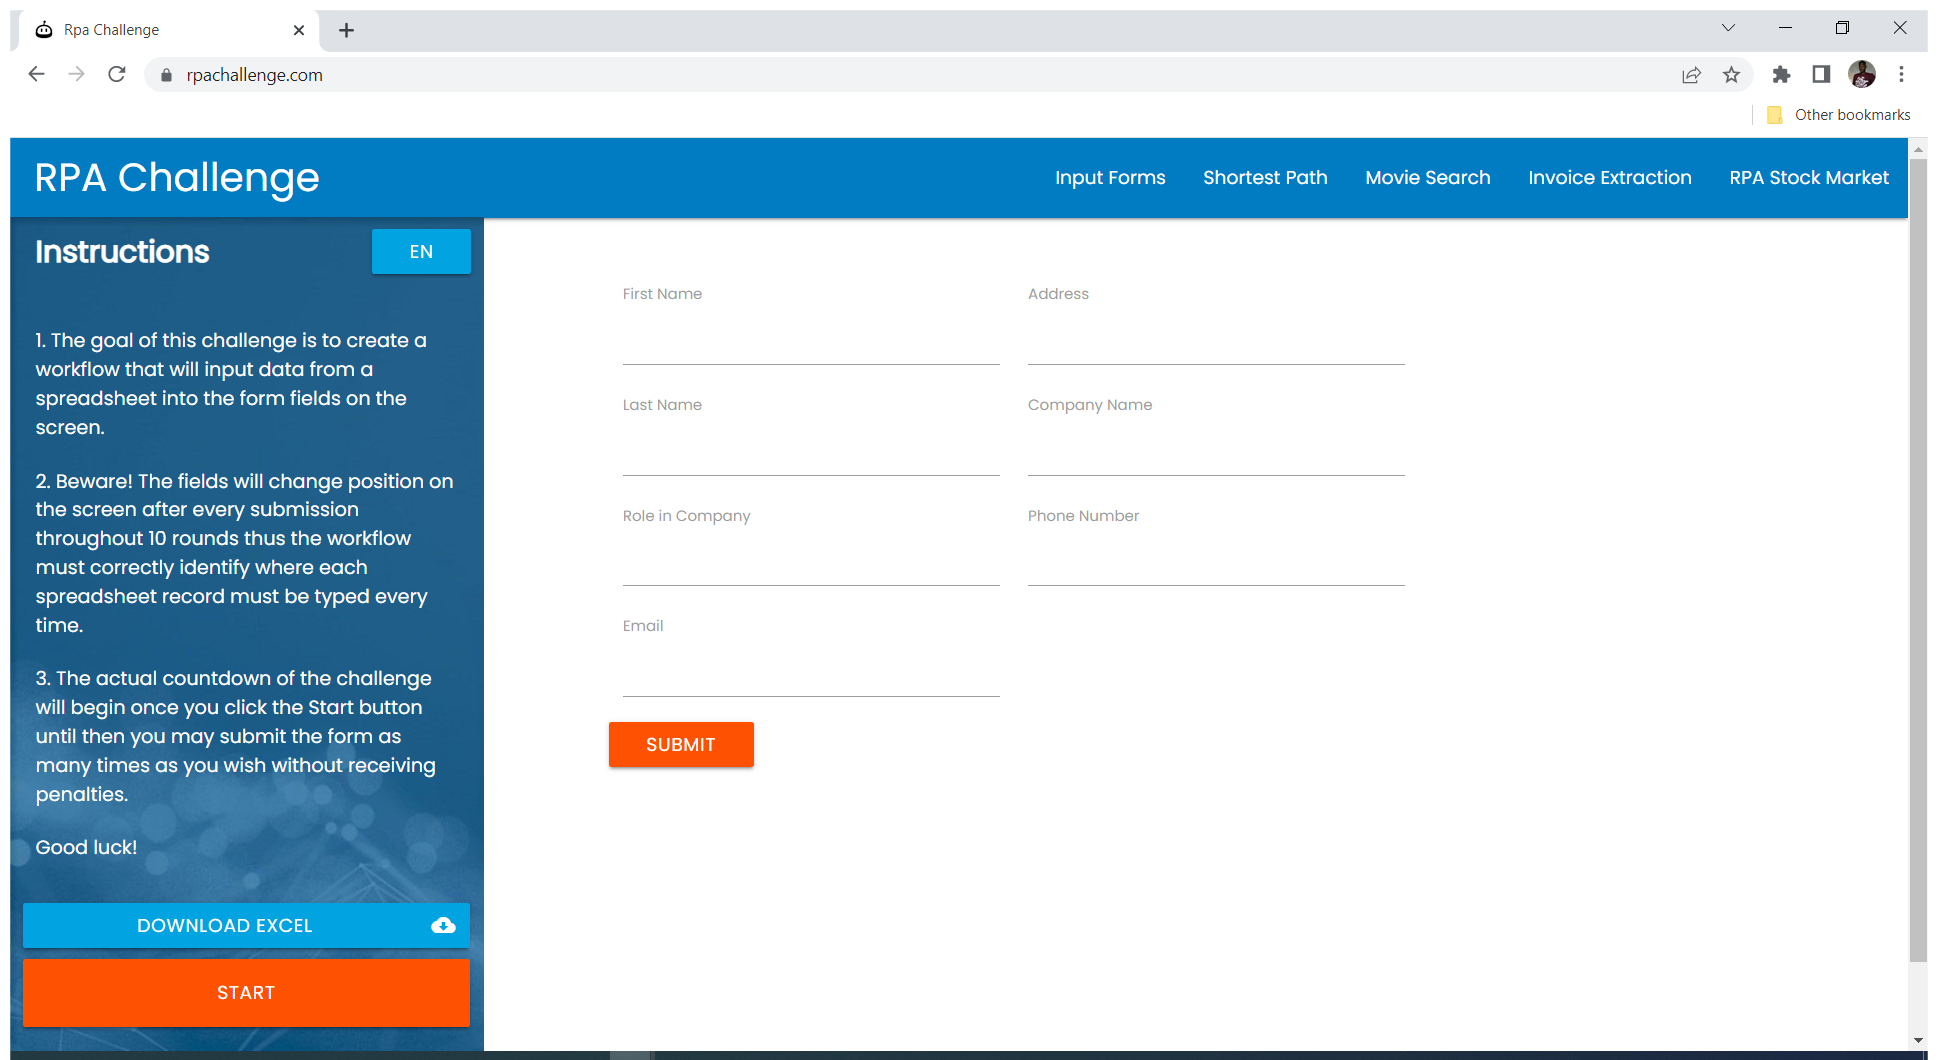 Rpa Challenge
rpachallenge.com
Other bookmarks
RPA Challenge
Input Forms Shortest Path Movie Search Invoice Extraction RPA Stock Market
Instructions
EN
1. The goal of this challenge is to create a
workflow that will input data from a
spreadsheet into the form fields on the
screen.
2. Beware! The fields will change position on
the screen after every submission
throughout 10 rounds thus the workflow
must correctly identify where each
spreadsheet record must be typed every
time.
3. The actual countdown of the challenge
will begin once you click the Start button
until then you may submit the form as
many times as you wish without receiving
penalties.
Good luck!
DOWNLOAD EXCEL
START
First Name Address
Last Name Company Name
Role in Company Phone Number
Email
SUBMIT